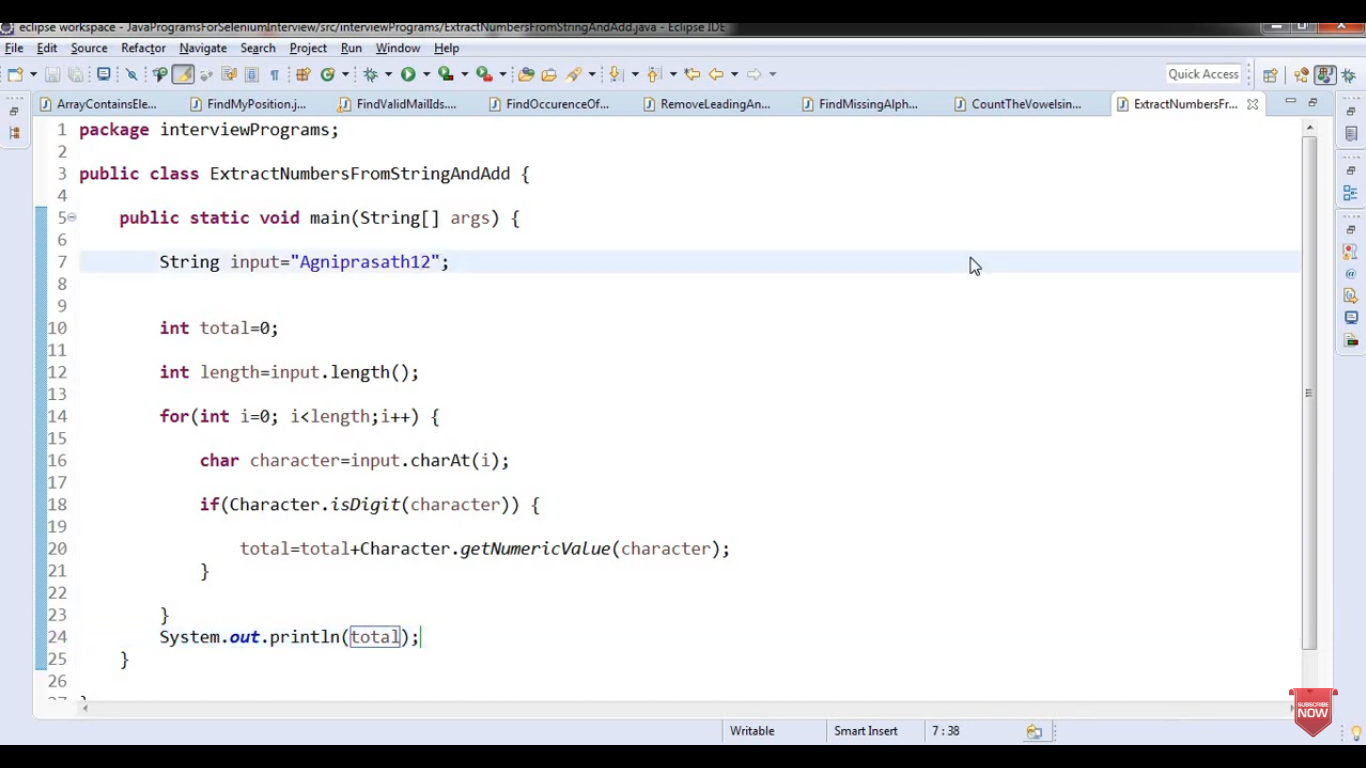 eclipse workspace - JavaProgramsForSeleniumInterview/src/interviewPrograms/ExtractNumbersFromStringAndAdd.java - Eclipse IDE
File Edit Source Refactor Navigate Search Project Run Window Help
Quick Access
ArrayContainsEle... FindMyPosition.j... FindValidMailIds.... FindOccurenceOf... RemoveLeadingAn... FindMissingAlph... CountTheVowelsin... ExtractNumbersFr...
1 package interviewPrograms;
2
3 public class ExtractNumbersFromStringAndAdd {
4
5 public static void main(String[] args) {
6
7 String input="Agniprasath12";
8
9
10 int total=0;
11
12 int length=input.length();
13
14 for(int i=0; i<length;i++) {
15
16 char character=input.charAt(i);
17
18 if(Character.isDigit(character)) {
19
20 total=total+Character.getNumericValue(character);
21 }
22
23 }
24 System.out.println(total);
25 }
26
27 }
SUBSCRIBE
NOW
Writable Smart Insert 7 : 38